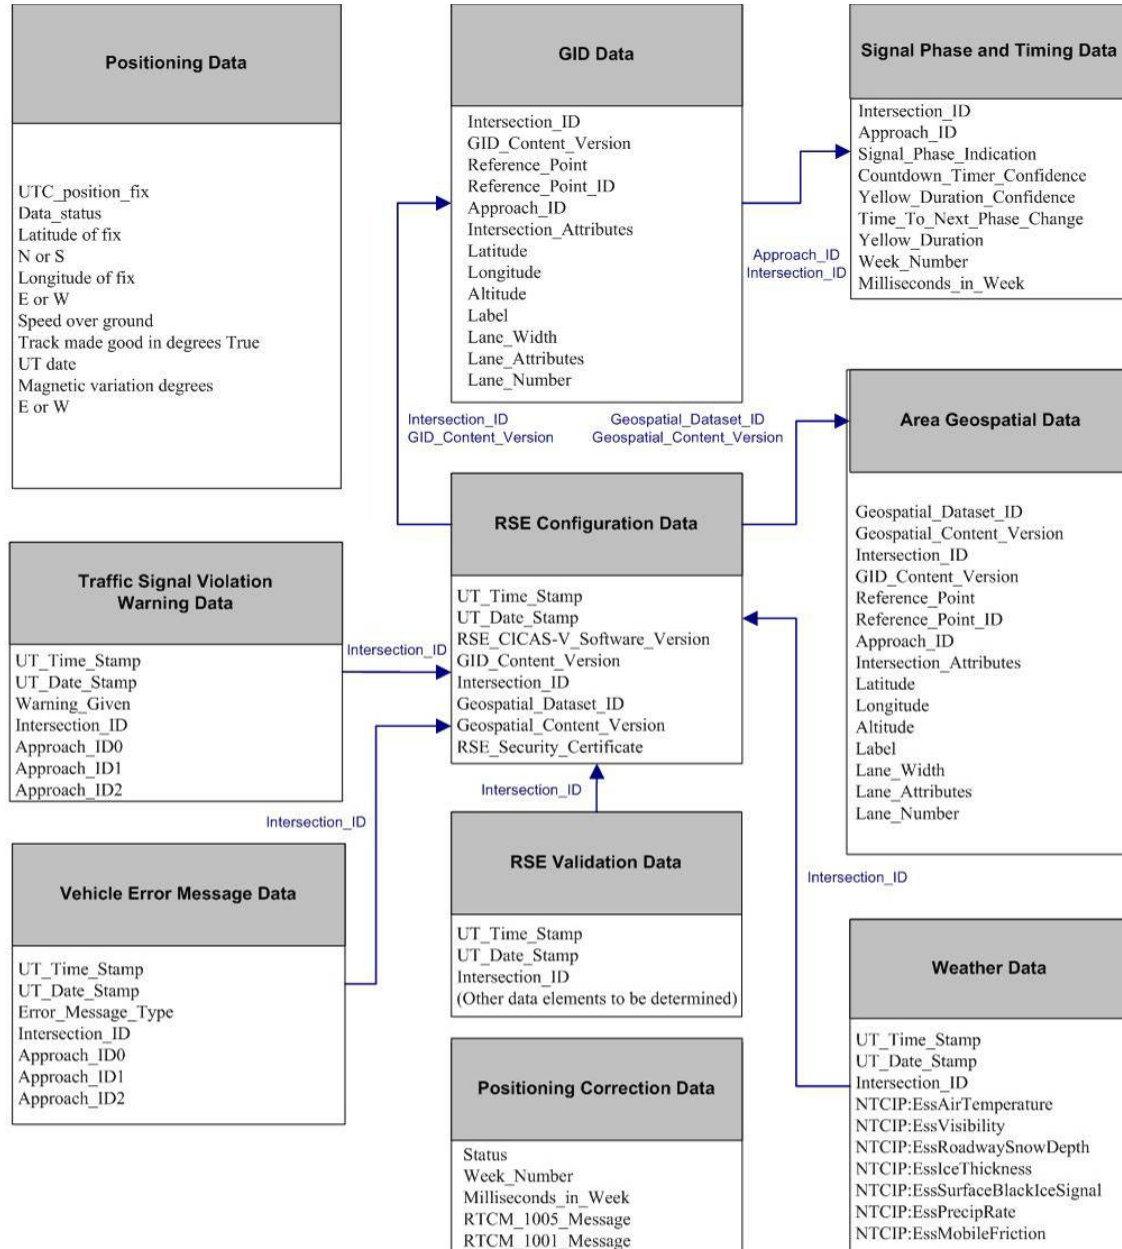 Positioning Data
UTC_position_fix
Data_status
Latitude of fix
N or S
Longitude of fix
E or W
Speed over ground
Track made good in degrees True
UT date
Magnetic variation degrees
E or W
GID Data
Intersection_ID
GID_Content_Version
Reference_Point
Reference_Point_ID
Approach_ID
Intersection_Attributes
Latitude
Longitude
Altitude
Label
Lane_Width
Lane_Attributes
Lane_Number
Signal Phase and Timing Data
Intersection_ID
Approach_ID
Signal_Phase_Indication
Countdown_Timer_Confidence
Yellow_Duration_Confidence
Time_To_Next_Phase_Change
Yellow_Duration
Week_Number
Milliseconds_in_Week
Approach_ID
Intersection_ID
Intersection_ID
GID_Content_Version
Geospatial_Dataset_ID
Geospatial_Content_Version
Area Geospatial Data
Geospatial_Dataset_ID
Geospatial_Content_Version
Intersection_ID
GID_Content_Version
Reference_Point
Reference_Point_ID
Approach_ID
Intersection_Attributes
Latitude
Longitude
Altitude
Label
Lane_Width
Lane_Attributes
Lane_Number
RSE Configuration Data
UT_Time_Stamp
UT_Date_Stamp
RSE_CICAS-V_Software_Version
GID_Content_Version
Intersection_ID
Geospatial_Dataset_ID
Geospatial_Content_Version
RSE_Security_Certificate
Traffic Signal Violation
Warning Data
UT_Time_Stamp
UT_Date_Stamp
Warning_Given
Intersection_ID
Approach_ID0
Approach_ID1
Approach_ID2
Intersection_ID
Intersection_ID
Intersection_ID
Intersection_ID
Vehicle Error Message Data
UT_Time_Stamp
UT_Date_Stamp
Error_Message_Type
Intersection_ID
Approach_ID0
Approach_ID1
Approach_ID2
RSE Validation Data
UT_Time_Stamp
UT_Date_Stamp
Intersection_ID
(Other data elements to be determined)
Positioning Correction Data
Status
Week_Number
Milliseconds_in_Week
RTCM_1005_Message
RTCM_1001_Message
Weather Data
UT_Time_Stamp
UT_Date_Stamp
Intersection_ID
NTCIP:EssAirTemperature
NTCIP:EssVisibility
NTCIP:EssRoadwaySnowDepth
NTCIP:EssIceThickness
NTCIP:EssSurfaceBlackIceSignal
NTCIP:EssPrecipRate
NTCIP:EssMobileFriction